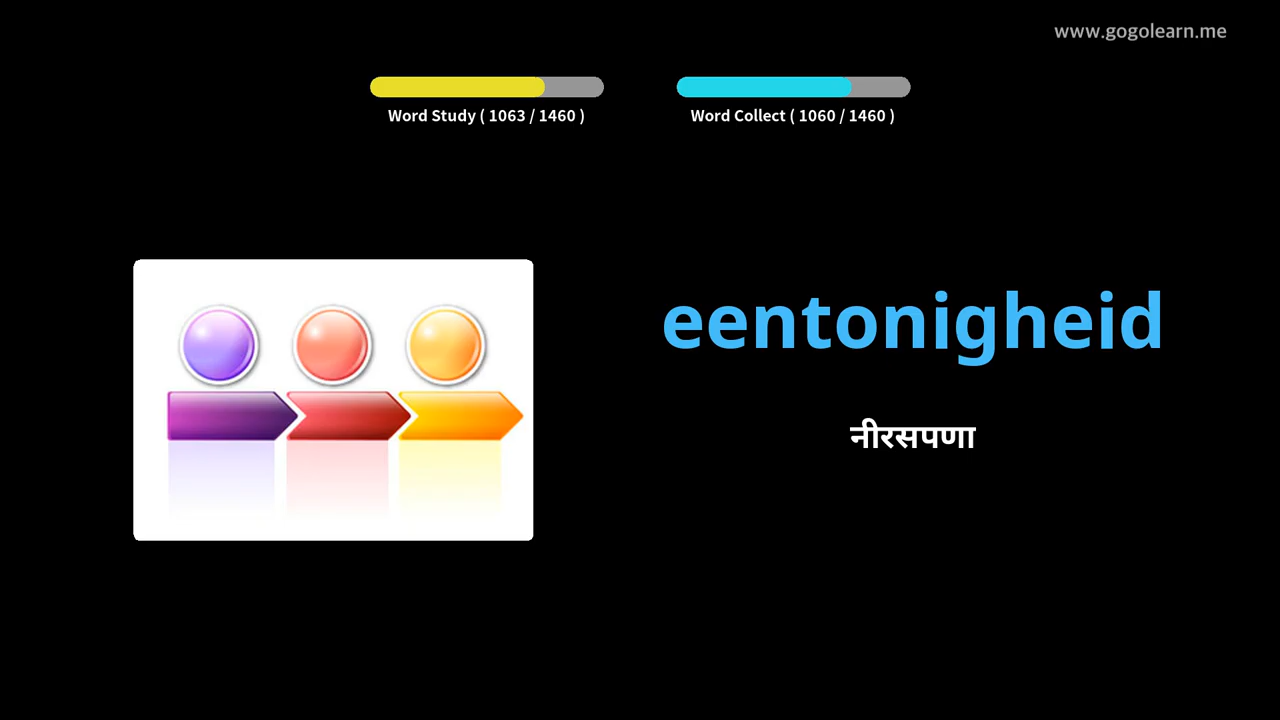 www.gogolearn.me
Word Study ( 1063 / 1460 )
Word Collect ( 1060 / 1460 )
eentonigheid
नीरसपणा